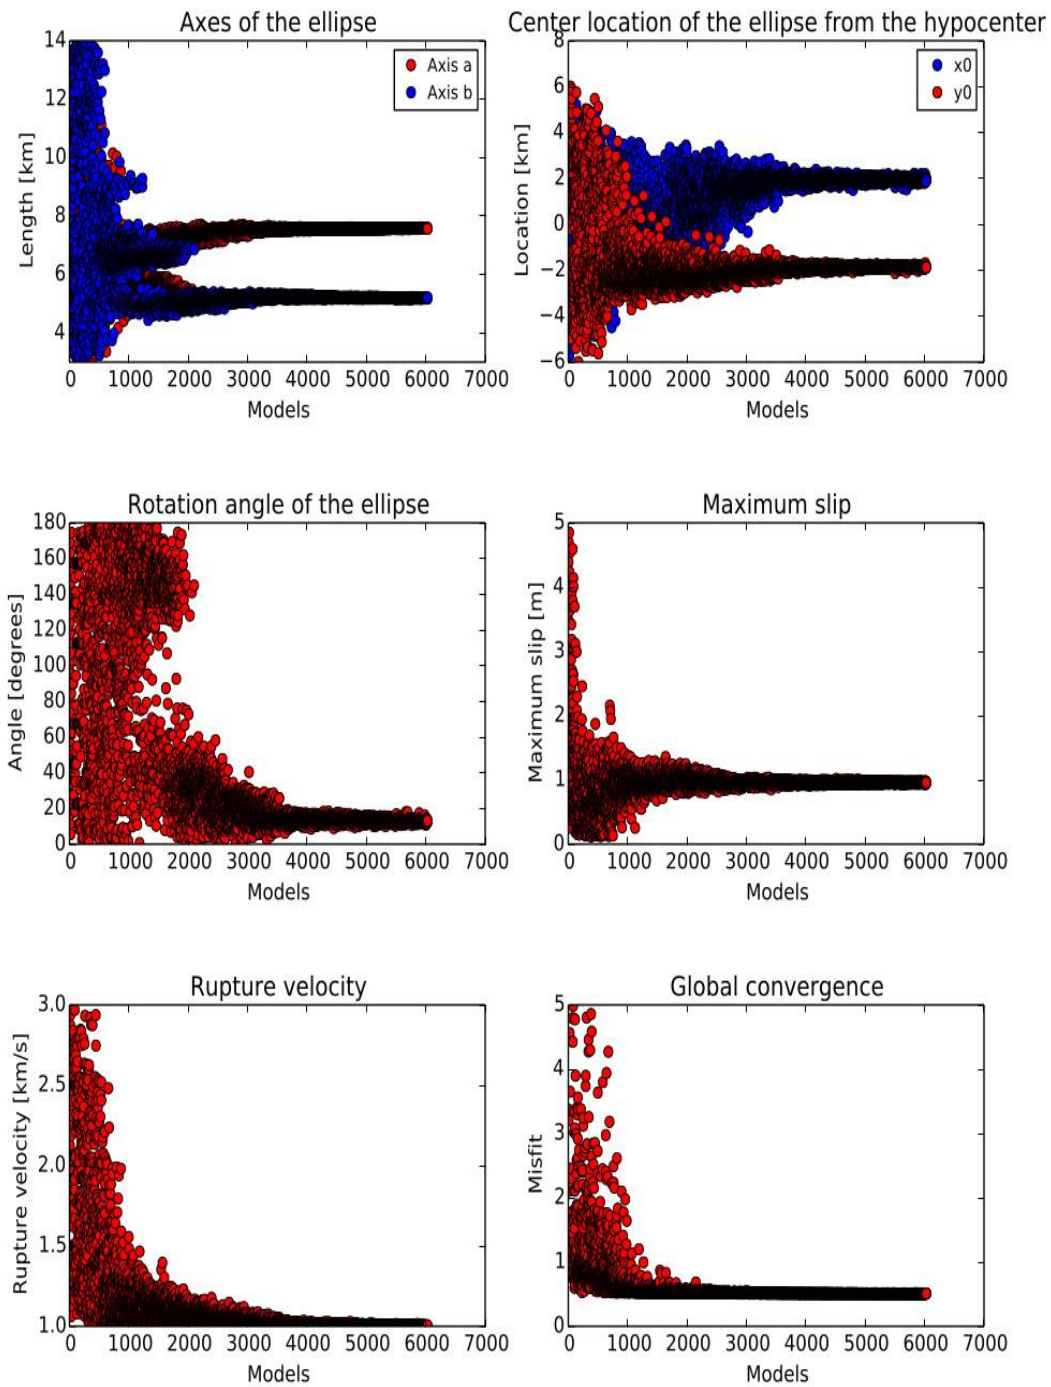 Axes of the ellipse
14
12
10
8
6
4
Length [km]
Axis a
Axis b
0 1000 2000 3000 4000 5000 6000 7000
Models
Center location of the ellipse from the hypocenter
8
6
4
2
0
−2
−4
−6
Location [km]
x0
y0
0 1000 2000 3000 4000 5000 6000 7000
Models
Rotation angle of the ellipse
180
160
140
120
100
80
60
40
20
0
Angle [degrees]
0 1000 2000 3000 4000 5000 6000 7000
Models
Maximum slip
5
4
3
2
1
0
Maximum slip [m]
0 1000 2000 3000 4000 5000 6000 7000
Models
Rupture velocity
3.0
2.5
2.0
1.5
1.0
Rupture velocity [km/s]
0 1000 2000 3000 4000 5000 6000 7000
Models
Global convergence
5
4
3
2
1
0
Misfit
0 1000 2000 3000 4000 5000 6000 7000
Models